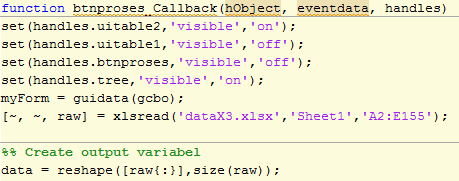 function btnproses_Callback(hObject, eventdata, handles)
set(handles.uitable2,'visible','on');
set(handles.uitable1,'visible','off');
set(handles.btnproses,'visible','off');
set(handles.tree,'visible','on');
myForm = guidata(gcbo);
[~, ~, raw] = xlsread('dataX3.xlsx','Sheet1','A2:E155');
%% Create output variabel
data = reshape([raw{:}],size(raw));